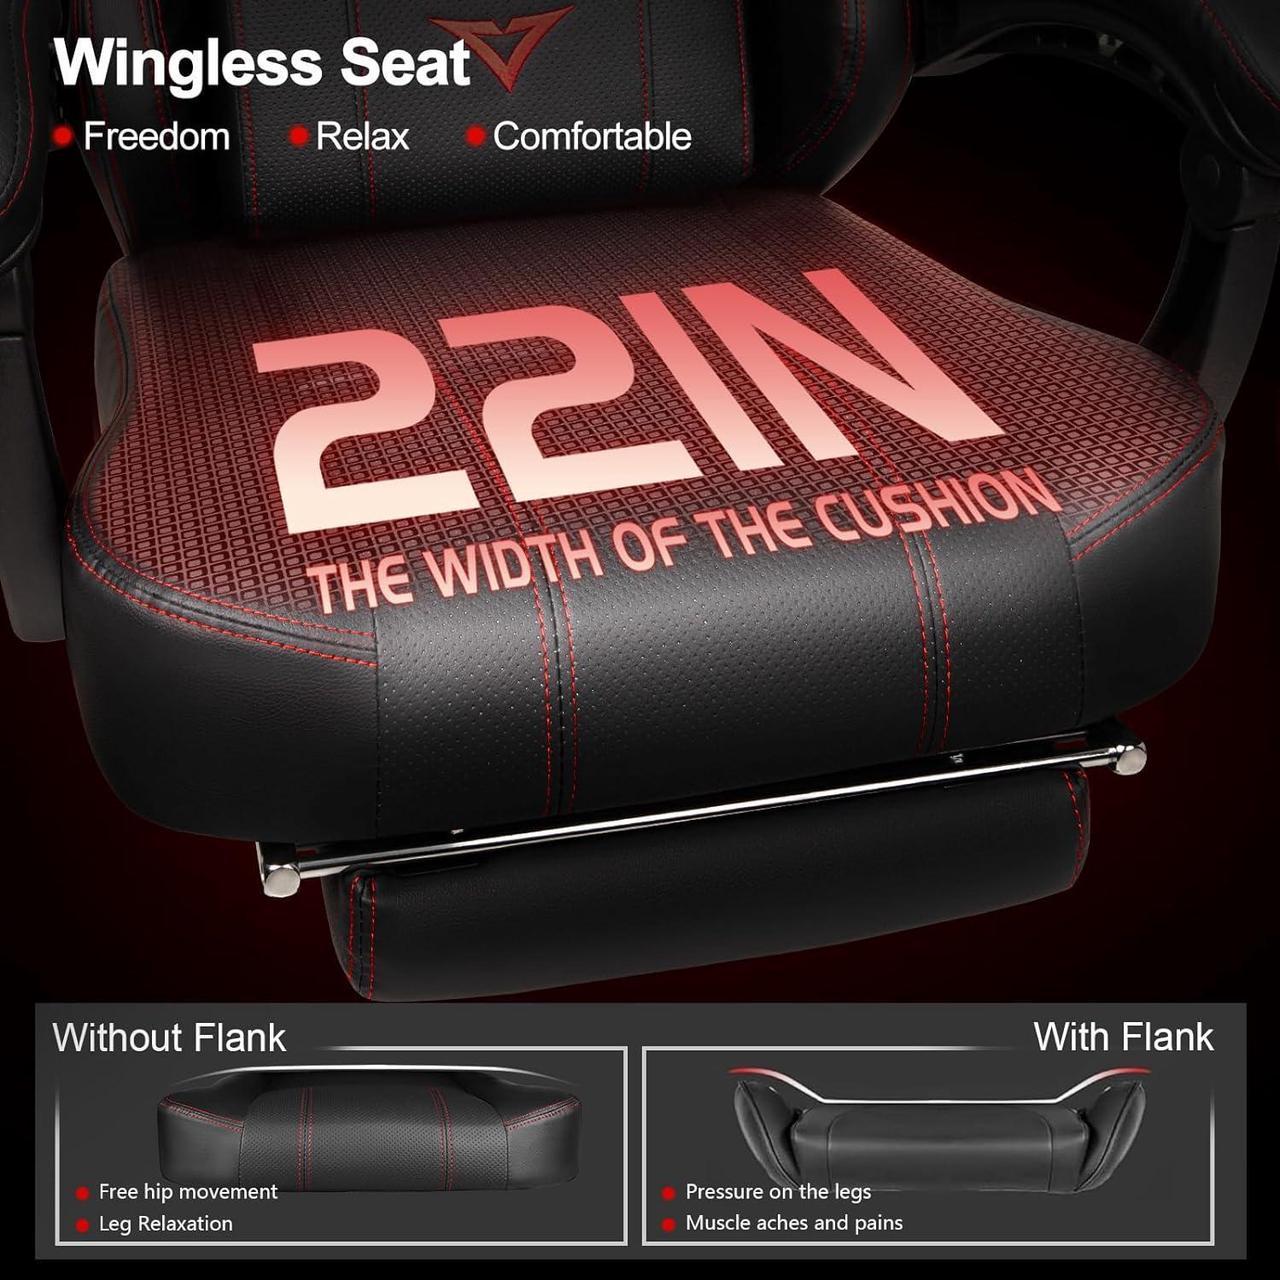 Wingless Seat
Freedom
Relax
Comfortable
22IN
THE WIDTH OF THE CUSHION
Without Flank
Free hip movement
Leg Relaxation
With Flank
Pressure on the legs
Muscle aches and pains